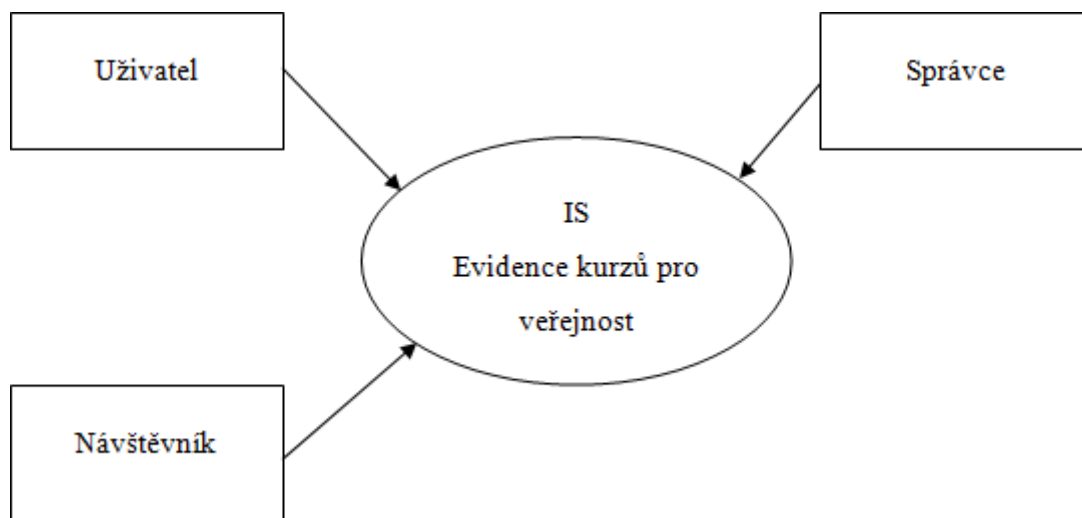 Uživatel
Správce
IS
Evidence kurzů pro
veřejnost
Návštěvník